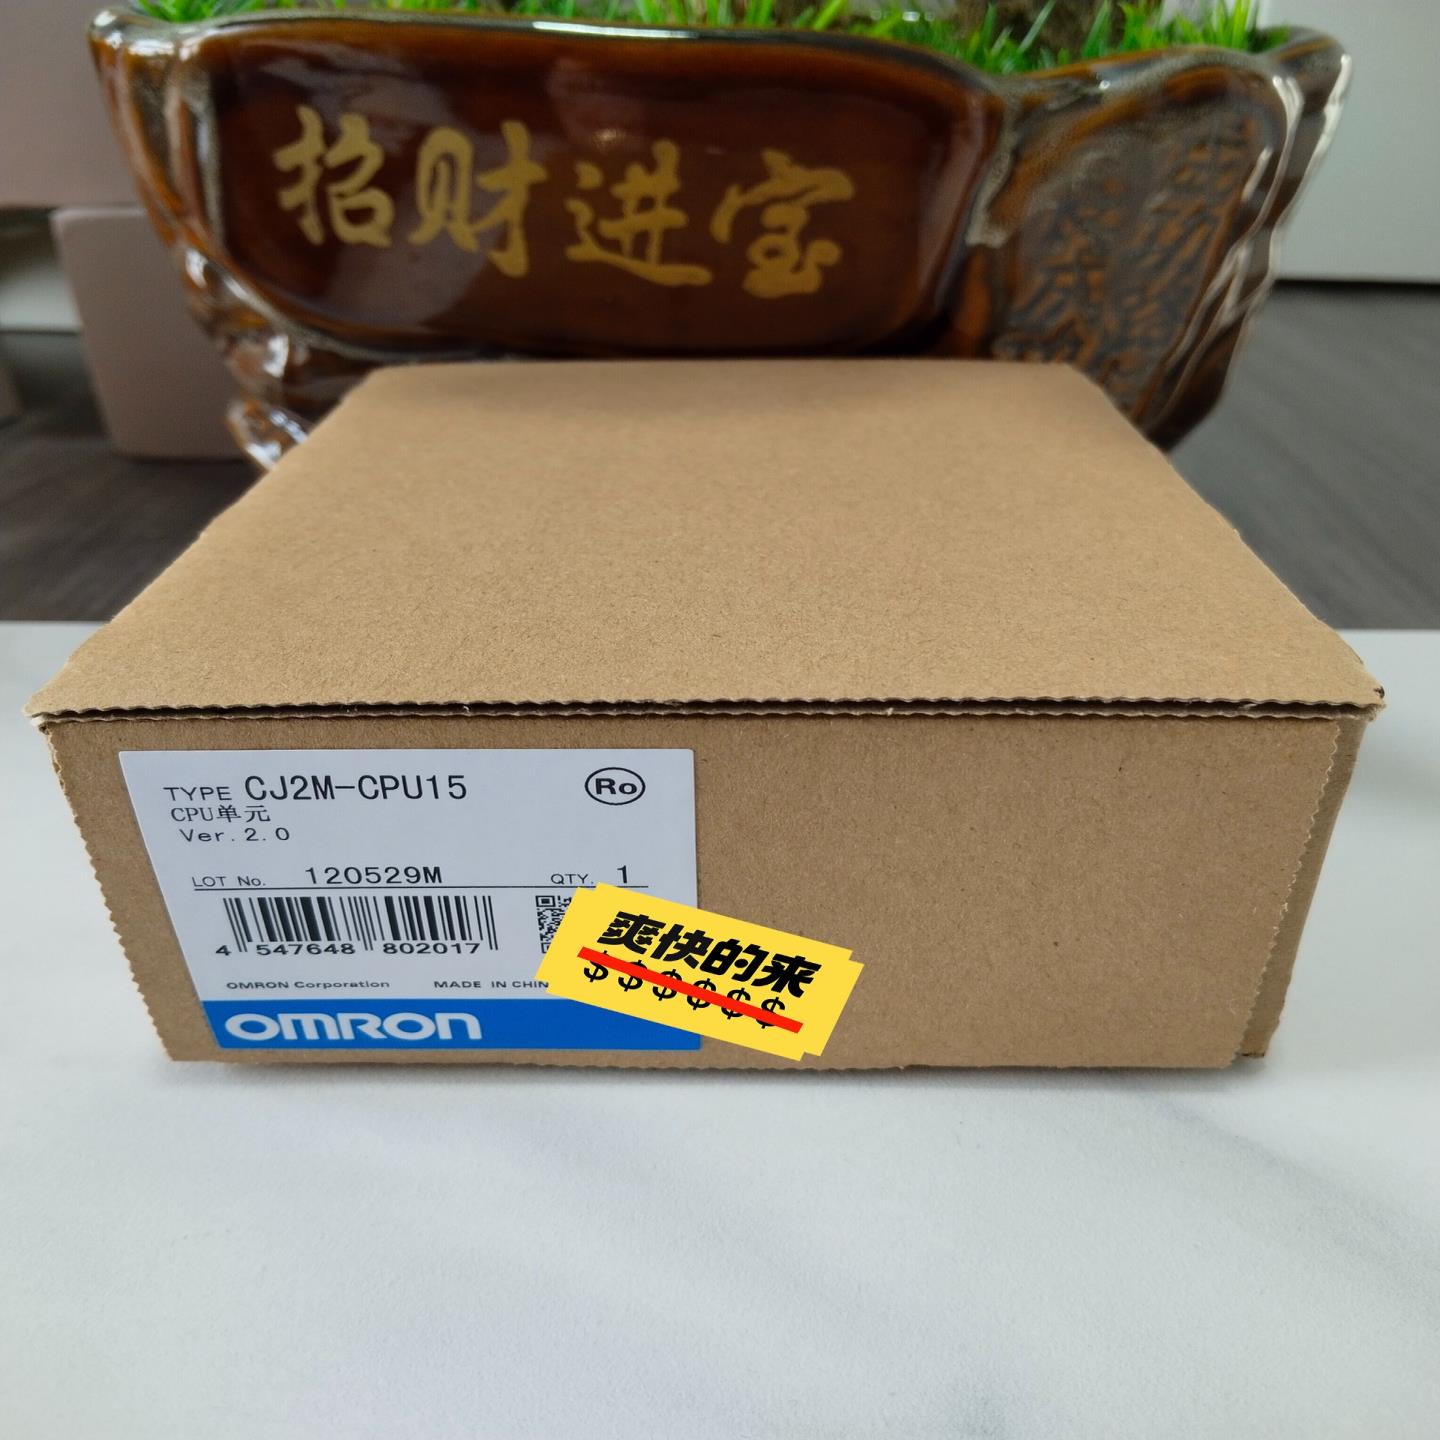 招财进宝
TYPE CJ2M-CPU15
Ro
CPU单元
Ver.2.0
LOT No. 120529M QTY. 1
4 547648 802017
OMRON Corporation MADE IN CHIN
OMRON
爽快的来
$$$$$$